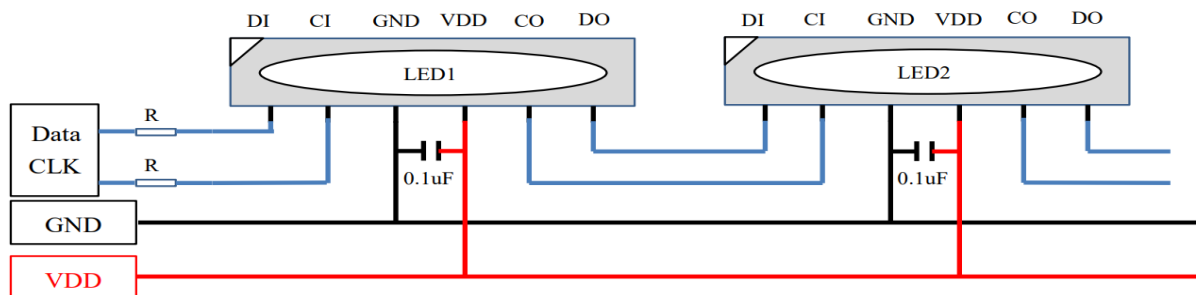 DI CI GND VDD CO DO DI CI GND VDD CO DO
LED1 LED2
R
Data
CLK
R
0.1uF 0.1uF
GND
VDD